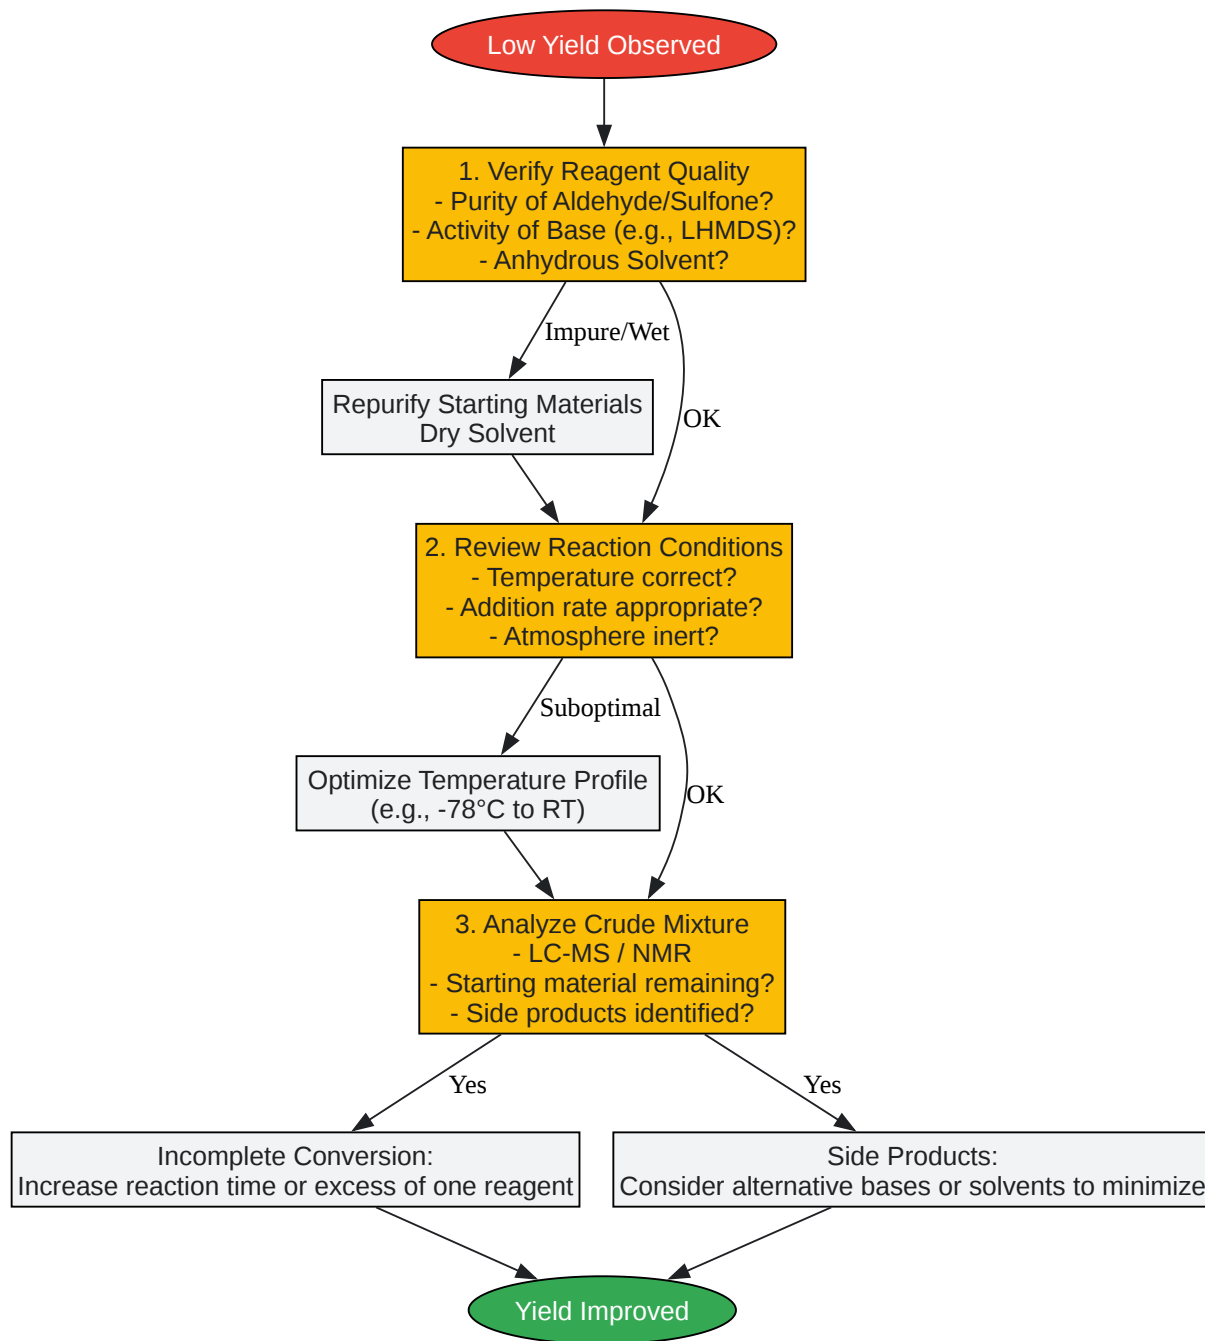 Low Yield Observed
1. Verify Reagent Quality
- Purity of Aldehyde/Sulfone?
- Activity of Base (e.g., LHMDS)?
- Anhydrous Solvent?
Impure/Wet
OK
Repurify Starting Materials
Dry Solvent
2. Review Reaction Conditions
- Temperature correct?
- Addition rate appropriate?
- Atmosphere inert?
Suboptimal
OK
Optimize Temperature Profile
(e.g., -78°C to RT)
3. Analyze Crude Mixture
- LC-MS / NMR
- Starting material remaining?
- Side products identified?
Yes
Yes
Incomplete Conversion:
Increase reaction time or excess of one reagent
Side Products:
Consider alternative bases or solvents to minimize
Yield Improved